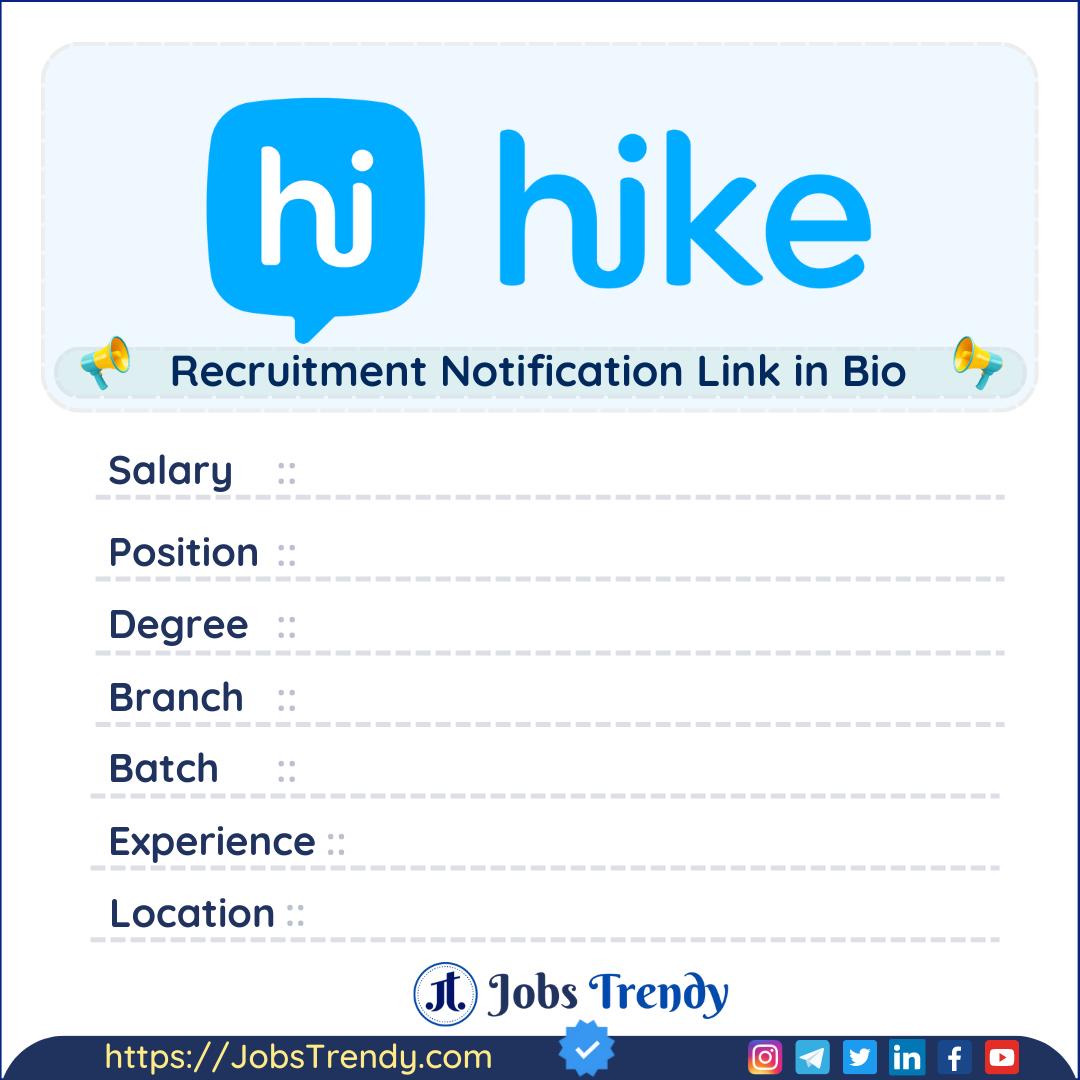 hi hike
Recruitment Notification Link in Bio
Salary ::
Position ::
Degree ::
Branch ::
Batch ::
Experience ::
Location ::
JT Jobs Trendy
https://JobsTrendy.com